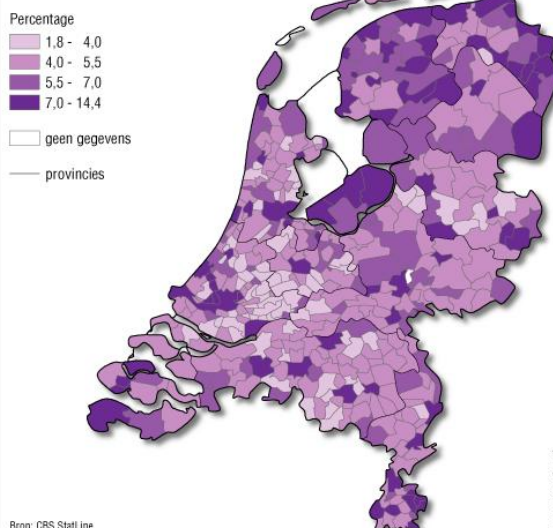 Percentage
1,8 - 4,0
4,0 - 5,5
5,5 - 7,0
7,0 - 14,4
geen gegevens
provincies
Bron: CBS StatLine